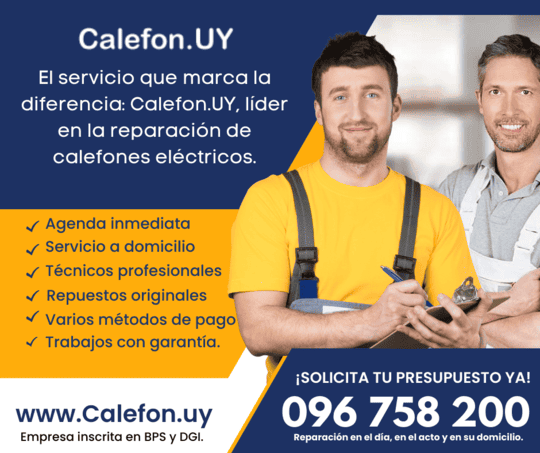 Calefon.UY
El servicio que marca la
diferencia: Calefon.UY, líder
en la reparación de
calefones eléctricos.
✓ Agenda inmediata
✓ Servicio a domicilio
✓ Técnicos profesionales
✓ Repuestos originales
✓ Varios métodos de pago
✓ Trabajos con garantía.
www.Calefon.uy
Empresa inscrita en BPS y DGI.
¡SOLICITA TU PRESUPUESTO YA!
096 758 200
Reparación en el día, en el acto y en su domicilio.